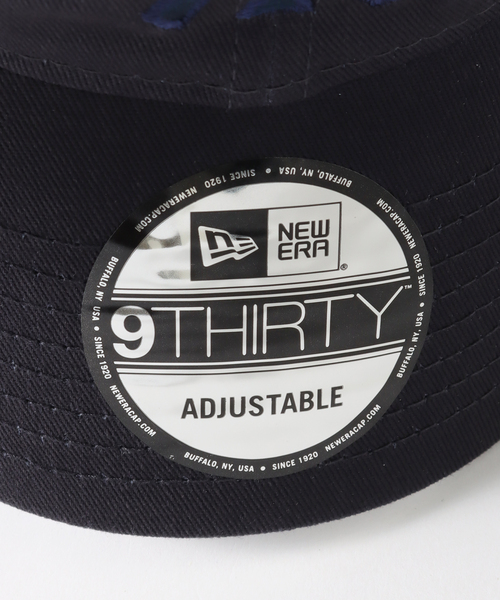 NEW
ERA®
9THIRTY™
ADJUSTABLE
BUFFALO, NY, USA • SINCE 1920 NEWERACAP.COM
BUFFALO, NY, USA • SINCE 1920 NEWERACAP.COM
BUFFALO, NY, USA • SINCE 1920 NEWERACAP.COM
BUFFALO, NY, USA • SINCE 1920 NEWERACAP.COM